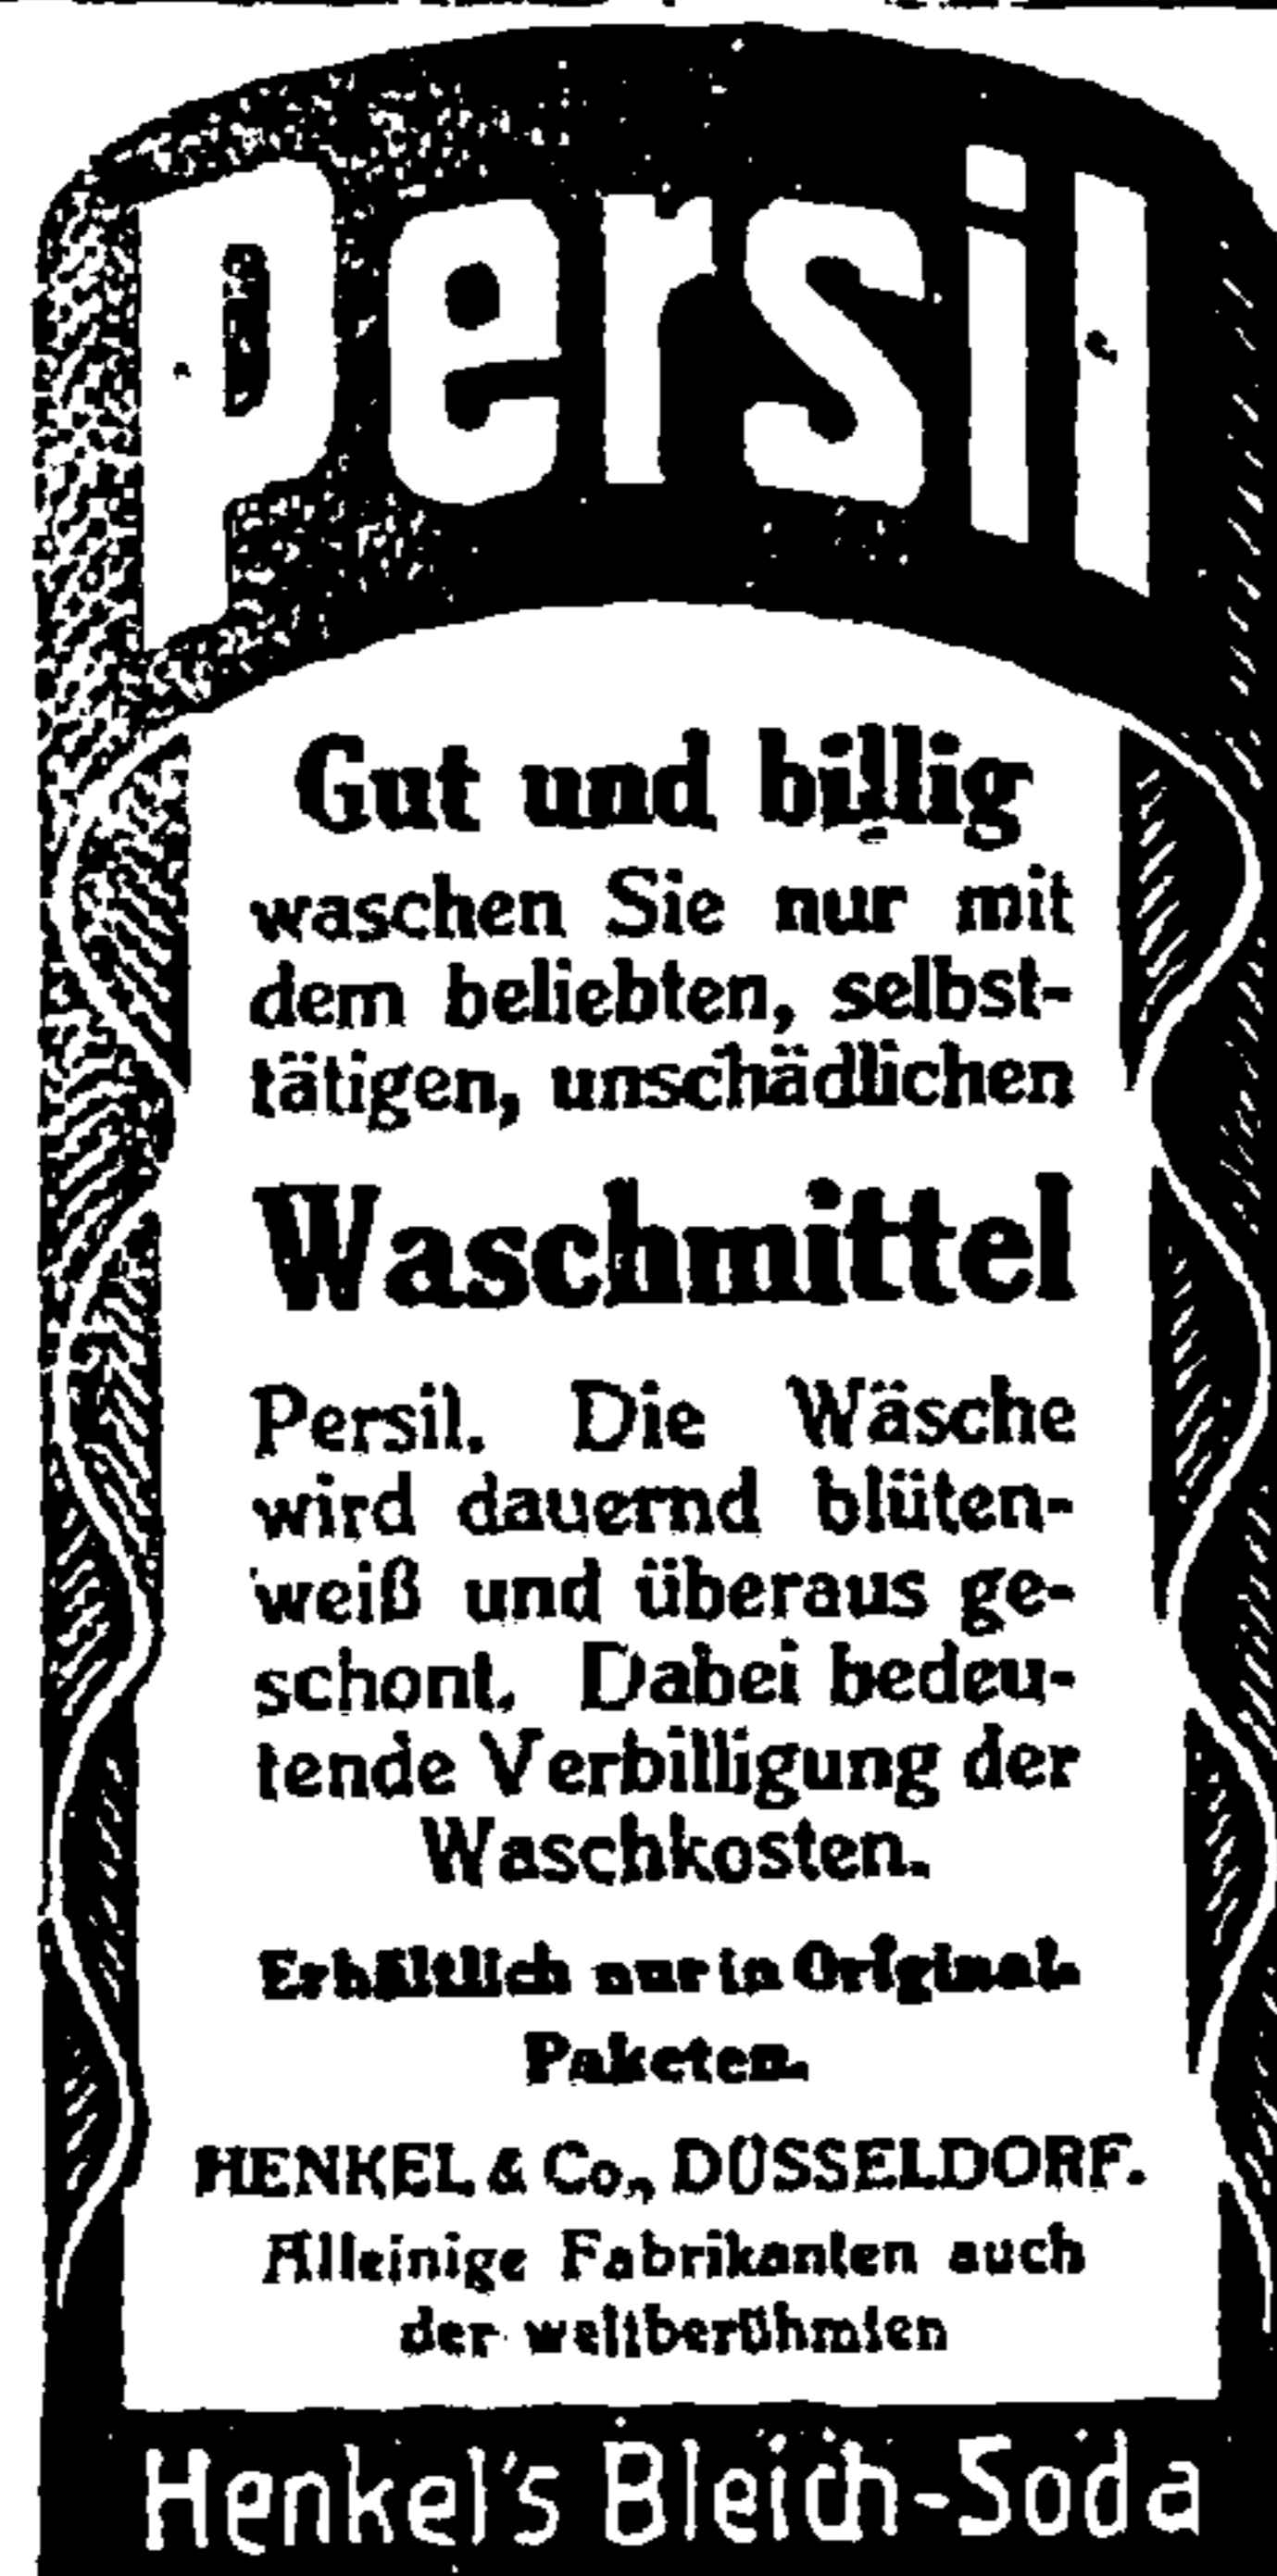 Persil
Gut und billig
waschen Sie nur mit
dem beliebten, selbst-
tätigen, unschädlichen
Waschmittel
Persil. Die Wäsche
wird dauernd blüten-
weiß und überaus ge-
schont. Dabei bedeu-
tende Verbilligung der
Waschkosten.
Erhältlich nur in Original-
Paketen.
HENKEL & Co., DÜSSELDORF.
Alleinige Fabrikanten auch
der weltberühmten
Henkel's Bleich-Soda